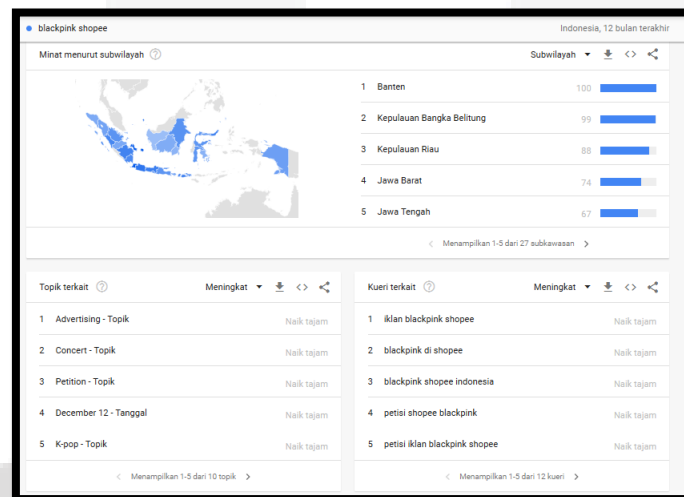 blackpink shopee
Indonesia, 12 bulan terakhir
Minat menurut subwilayah
Subwilayah
1 Banten 100
2 Kepulauan Bangka Belitung 99
3 Kepulauan Riau 88
4 Jawa Barat 74
5 Jawa Tengah 67
Menampilkan 1-5 dari 27 subkawasan
Topik terkait
Meningkat
1 Advertising - Topik Naik tajam
2 Concert - Topik Naik tajam
3 Petition - Topik Naik tajam
4 December 12 - Tanggal Naik tajam
5 K-pop - Topik Naik tajam
Menampilkan 1-5 dari 10 topik
Kueri terkait
Meningkat
1 iklan blackpink shopee Naik tajam
2 blackpink di shopee Naik tajam
3 blackpink shopee indonesia Naik tajam
4 petisi shopee blackpink Naik tajam
5 petisi iklan blackpink shopee Naik tajam
Menampilkan 1-5 dari 12 kueri